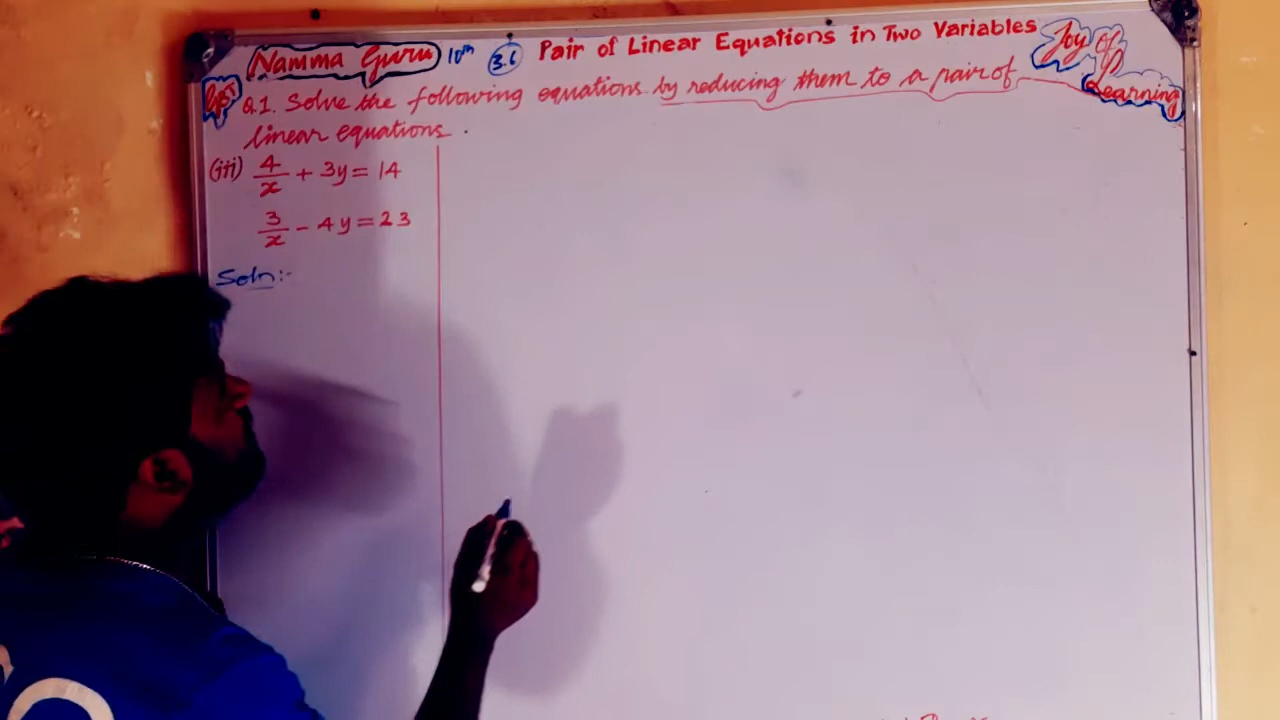 Namma Guru 10th 3.6 Pair of Linear Equations in Two Variables Joy of Learning
Q.1. Solve the following equations by reducing them to a pair of
linear equations.
(iii) 4/x + 3y = 14
3/x - 4y = 23
Soln:-